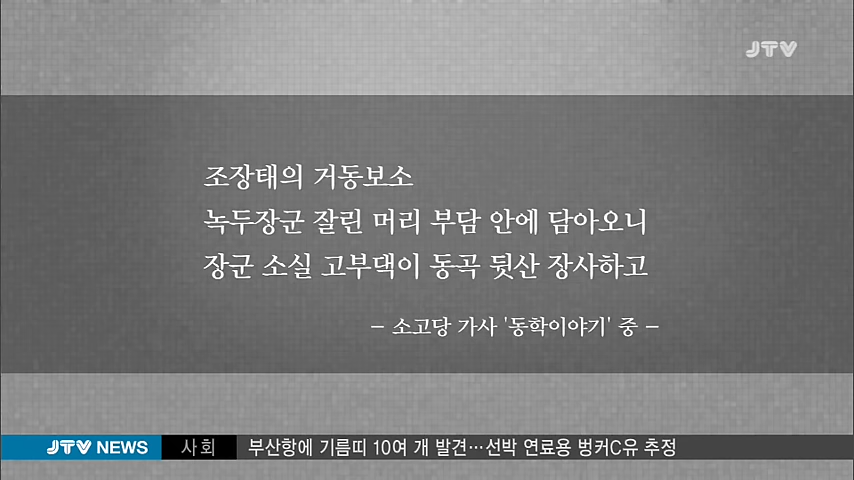 JTV
조장태의 거동보소
녹두장군 잘린 머리 부담 안에 담아오니
장군 소실 고부댁이 동곡 뒷산 장사하고
– 소고당 가사 '동학이야기' 중 –
JTV NEWS 사회 부산항에 기름띠 10여 개 발견…선박 연료용 벙커C유 추정